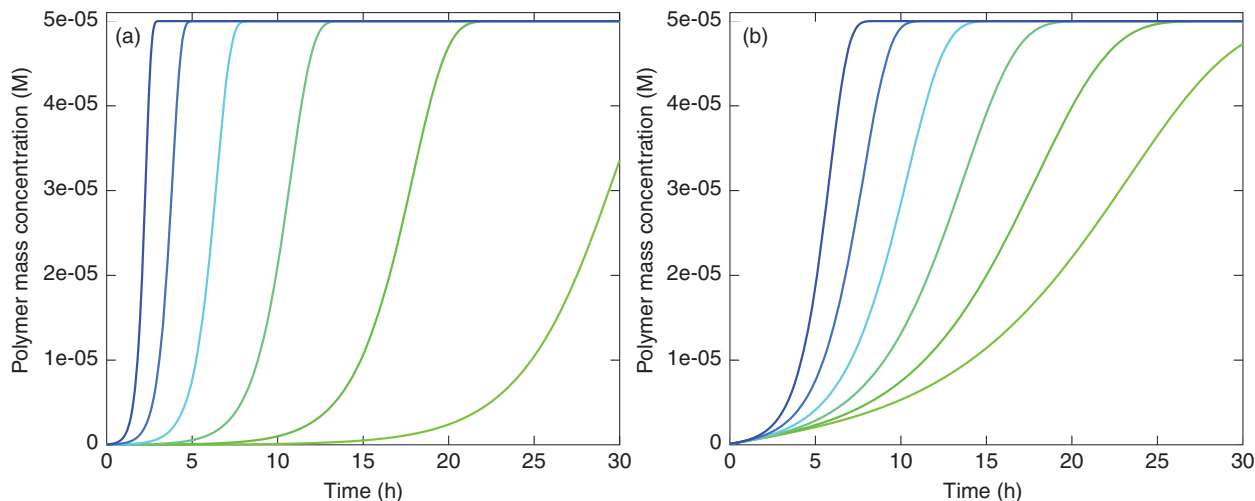 (a)
Polymer mass concentration (M)
5e-05
4e-05
3e-05
2e-05
1e-05
0
0 5 10 15 20 25 30
Time (h)
(b)
Polymer mass concentration (M)
5e-05
4e-05
3e-05
2e-05
1e-05
0
0 5 10 15 20 25 30
Time (h)